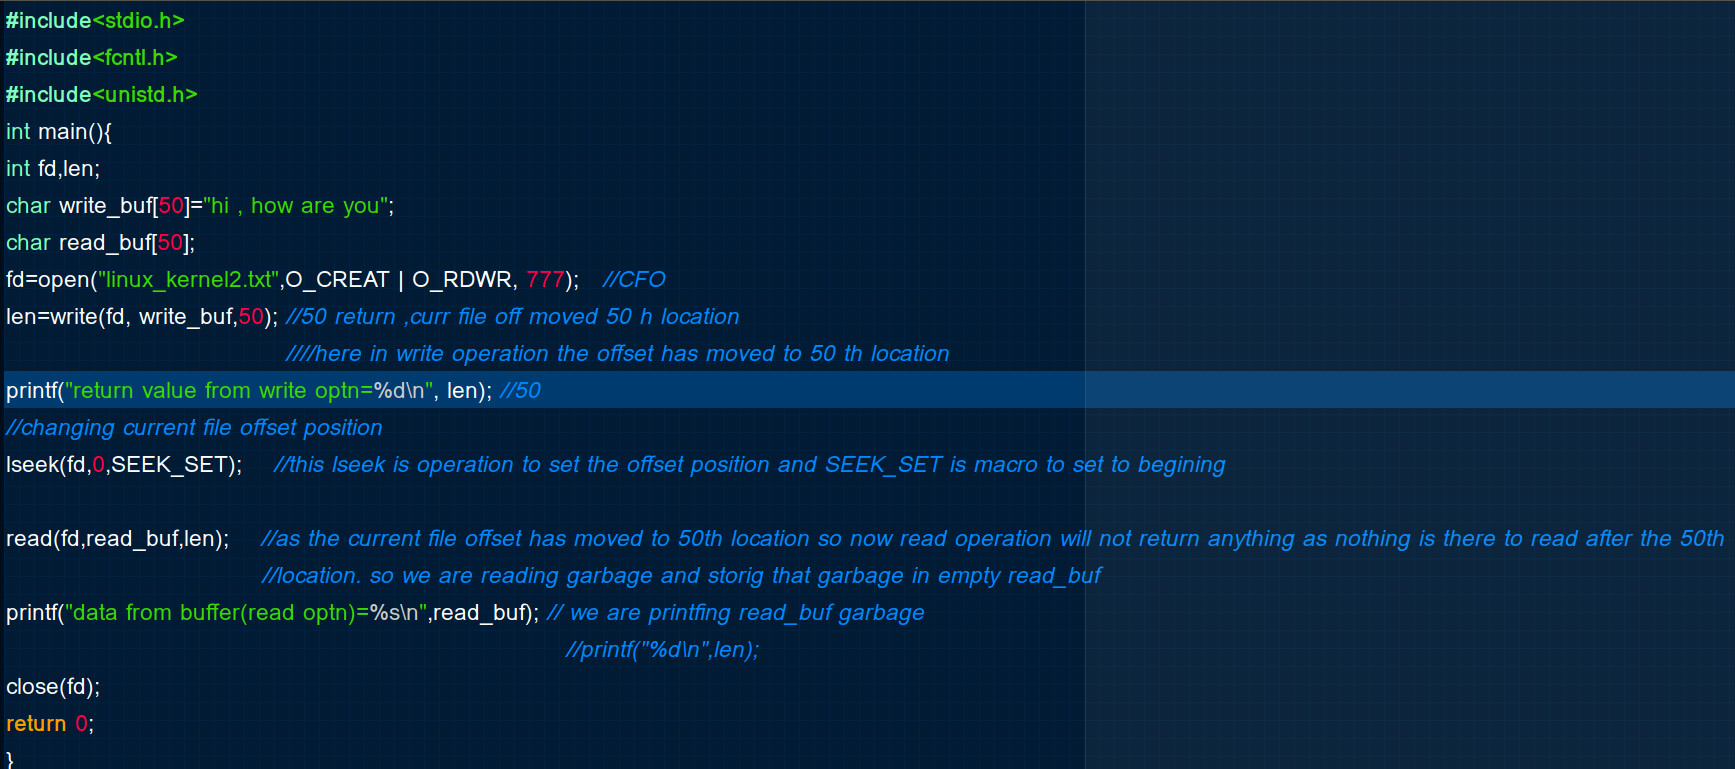 #include<stdio.h>
#include<fcntl.h>
#include<unistd.h>
int main(){
int fd,len;
char write_buf[50]="hi , how are you";
char read_buf[50];
fd=open("linux_kernel2.txt",O_CREAT | O_RDWR, 777);   //CFO
len=write(fd, write_buf,50); //50 return ,curr file off moved 50 h location
////here in write operation the offset has moved to 50 th location
printf("return value from write optn=%d\n", len); //50
//changing current file offset position
lseek(fd,0,SEEK_SET);    //this lseek is operation to set the offset position and SEEK_SET is macro to set to begining
read(fd,read_buf,len);    //as the current file offset has moved to 50th location so now read operation will not return anything as nothing is there to read after the 50th
//location. so we are reading garbage and storig that garbage in empty read_buf
printf("data from buffer(read optn)=%s\n",read_buf); // we are printfing read_buf garbage
//printf("%d\n",len);
close(fd);
return 0;
}